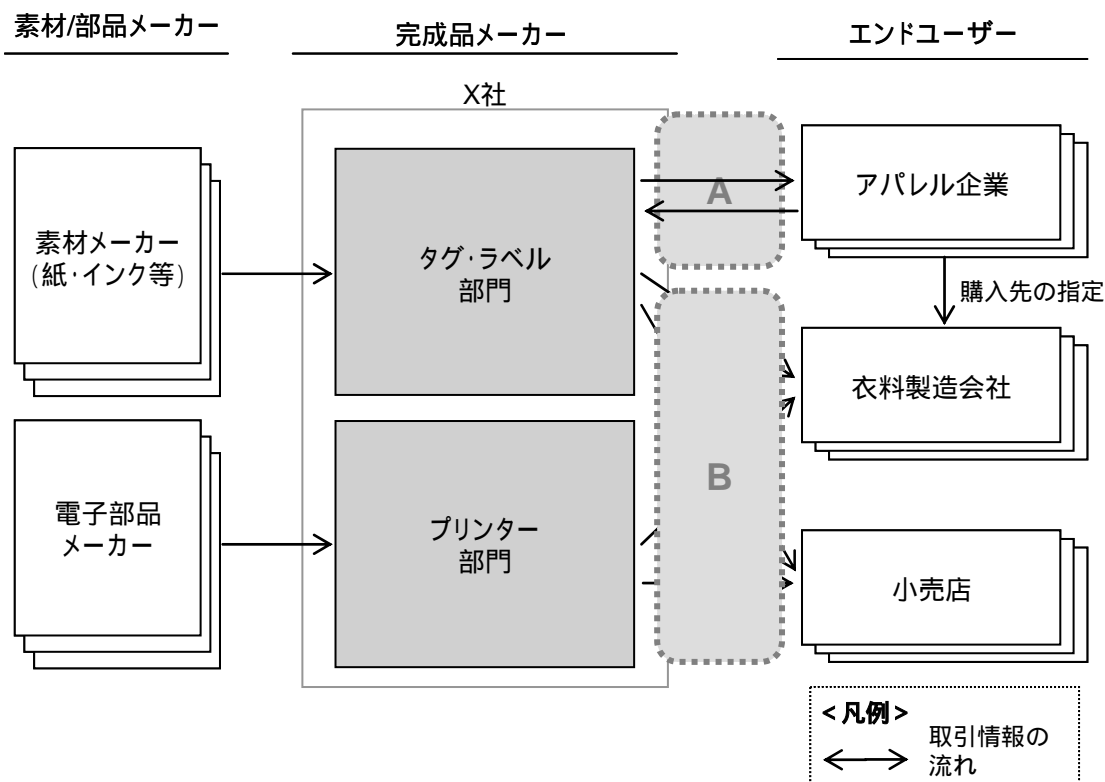 素材/部品メーカー
完成品メーカー
エンドユーザー
X社
素材メーカー
(紙・インク等)
タグ・ラベル
部門
A
アパレル企業
購入先の指定
衣料製造会社
B
電子部品
メーカー
プリンター
部門
小売店
<凡例>
取引情報の
流れ